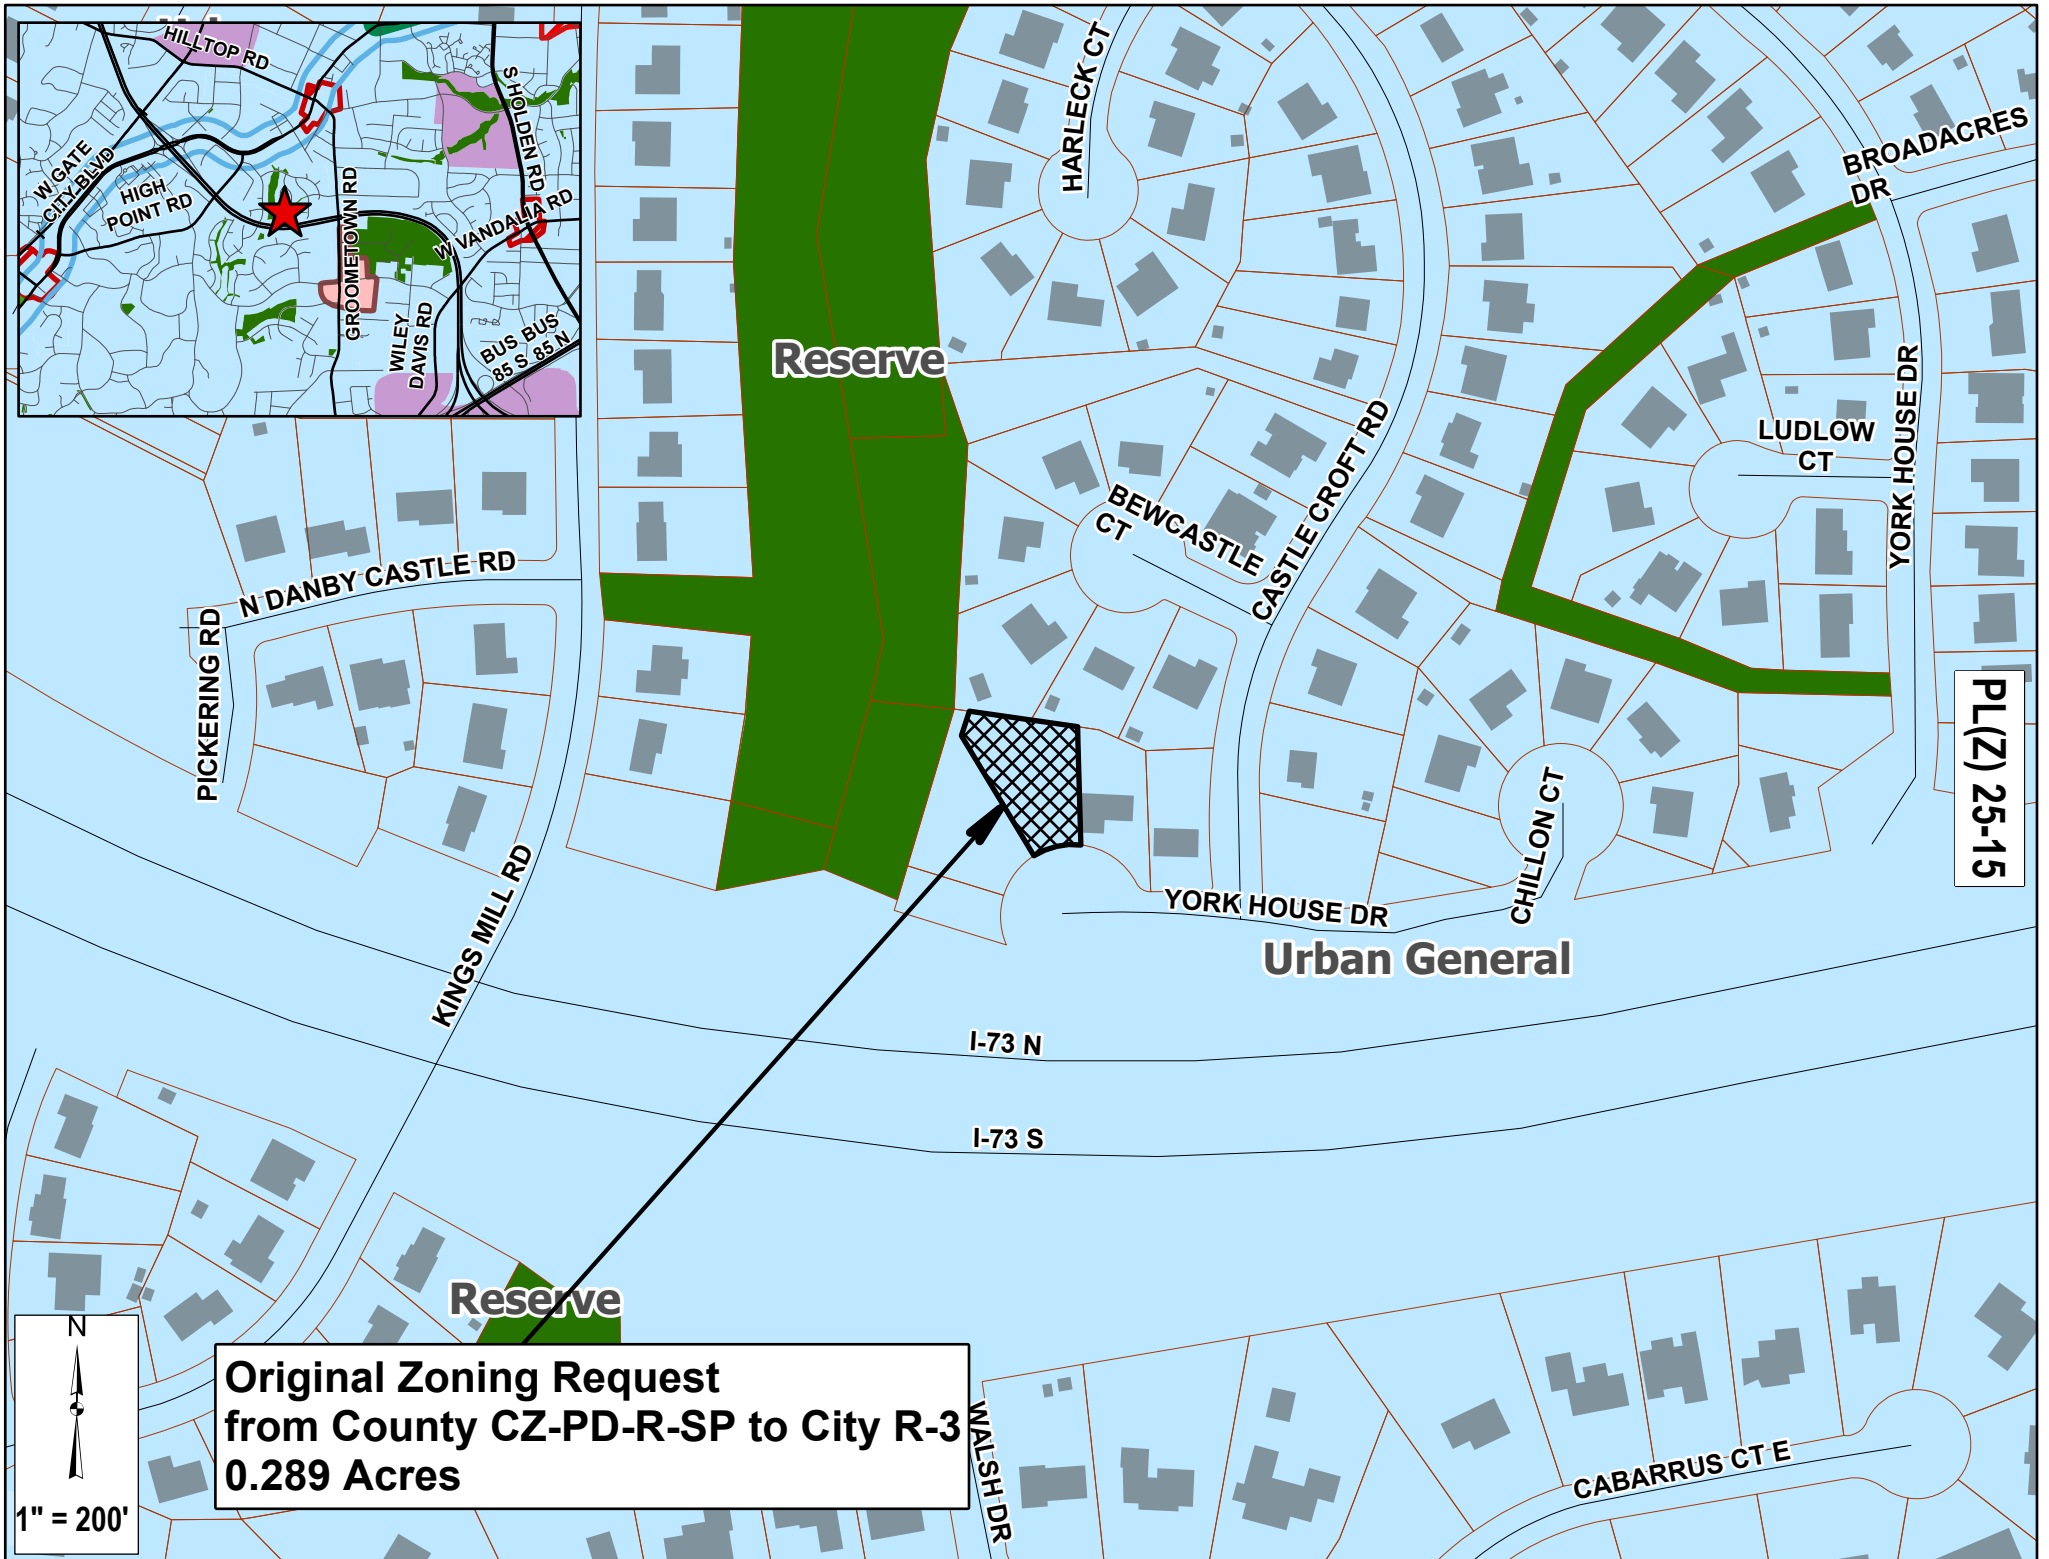 HILLTOP RD
S HOLDEN RD
W GATE
CITY BLVD
HIGH
POINT RD
GROOMETOWN RD
W VANDALIA RD
WILEY
DAVIS RD
BUS BUS
85 S 85 N
HARLECK CT
BROADACRES
DR
Reserve
LUDLOW
CT
YORK HOUSE DR
BEWCASTLE
CT
CASTLE CROFT RD
N DANBY CASTLE RD
PICKERING RD
PL(Z) 25-15
CHILLON CT
YORK HOUSE DR
KINGS MILL RD
Urban General
I-73 N
I-73 S
Reserve
N
1" = 200'
Original Zoning Request
from County CZ-PD-R-SP to City R-3
0.289 Acres
WALSH DR
CABARRUS CT E